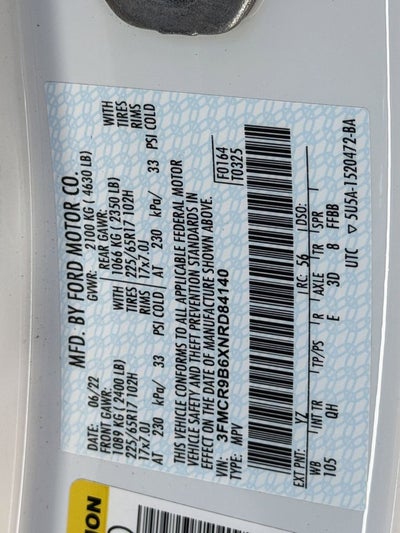 MFD. BY FORD MOTOR CO.
DATE: 06/22 GVWR: 2100 KG ( 4630 LB)
FRONT GAWR: REAR GAWR:
1089 KG ( 2400 LB) WITH 1066 KG ( 2350 LB) WITH
225/65R17 102H TIRES 225/65R17 102H TIRES
17x7.0J RIMS 17x7.0J RIMS
AT 230 kPa/ 33 PSI COLD AT 230 kPa/ 33 PSI COLD
THIS VEHICLE CONFORMS TO ALL APPLICABLE FEDERAL MOTOR
VEHICLE SAFETY AND THEFT PREVENTION STANDARDS IN
EFFECT ON THE DATE OF MANUFACTURE SHOWN ABOVE.
VIN: 3FMCR9B6XNRD84140 F0164
TYPE: MPV T0325
EXT PNT: YZ RC: 56 DSO:
WB INT TR TP/PS R AXLE TR SPR
105 QH E 3D 8 FFBB
UTC ▽ 5U5A-1520472-BA
ION